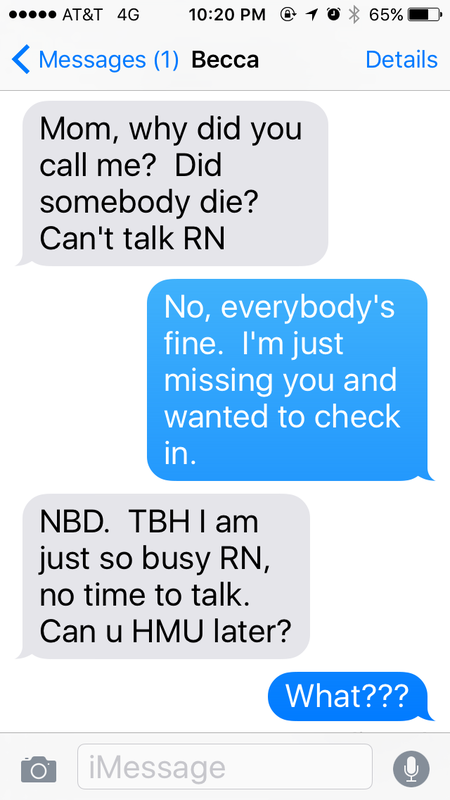 AT&T 4G 10:20 PM 65%
Messages (1) Becca Details
Mom, why did you
call me?  Did
somebody die?
Can't talk RN
No, everybody's
fine.  I'm just
missing you and
wanted to check
in.
NBD.  TBH I am
just so busy RN,
no time to talk.
Can u HMU later?
What???
iMessage